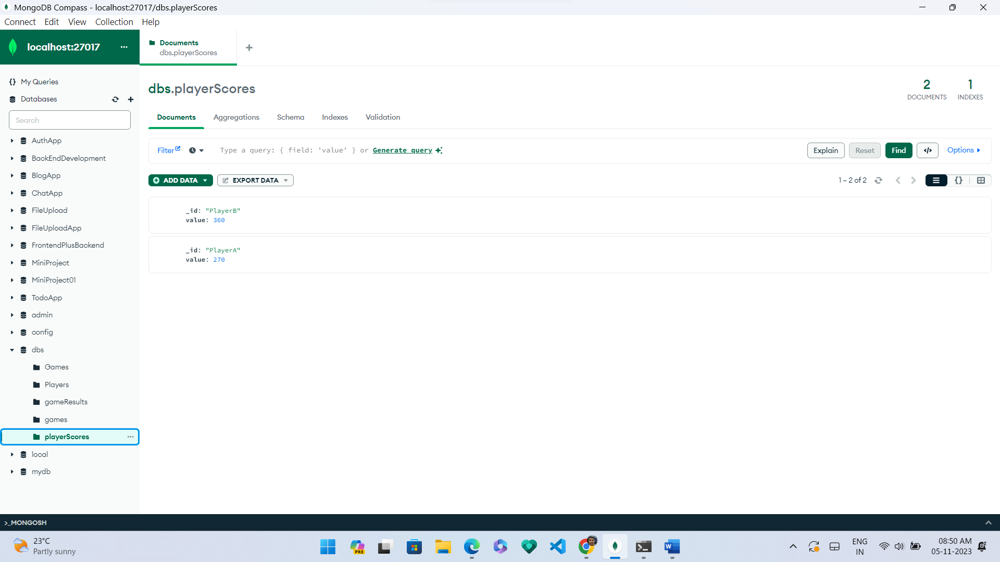 MongoDB Compass - localhost:27017/dbs.playerScores
Connect Edit View Collection Help
localhost:27017 ...
Documents
dbs.playerScores
{} My Queries
Databases
Search
AuthApp
BackEndDevelopment
BlogApp
ChatApp
FileUpload
FileUploadApp
FrontendPlusBackend
MiniProject
MiniProject01
TodoApp
admin
config
dbs
Games
Players
gameResults
games
playerScores ...
local
mydb
dbs.playerScores
2 DOCUMENTS
1 INDEXES
Documents Aggregations Schema Indexes Validation
Filter Type a query: { field: 'value' } or Generate query Explain Reset Find </> Options
ADD DATA EXPORT DATA 1 – 2 of 2 {}
_id: "PlayerB"
value: 360
_id: "PlayerA"
value: 270
>_MONGOSH
23°C
Partly sunny
PRE
W
ENG
IN
08:50 AM
05-11-2023